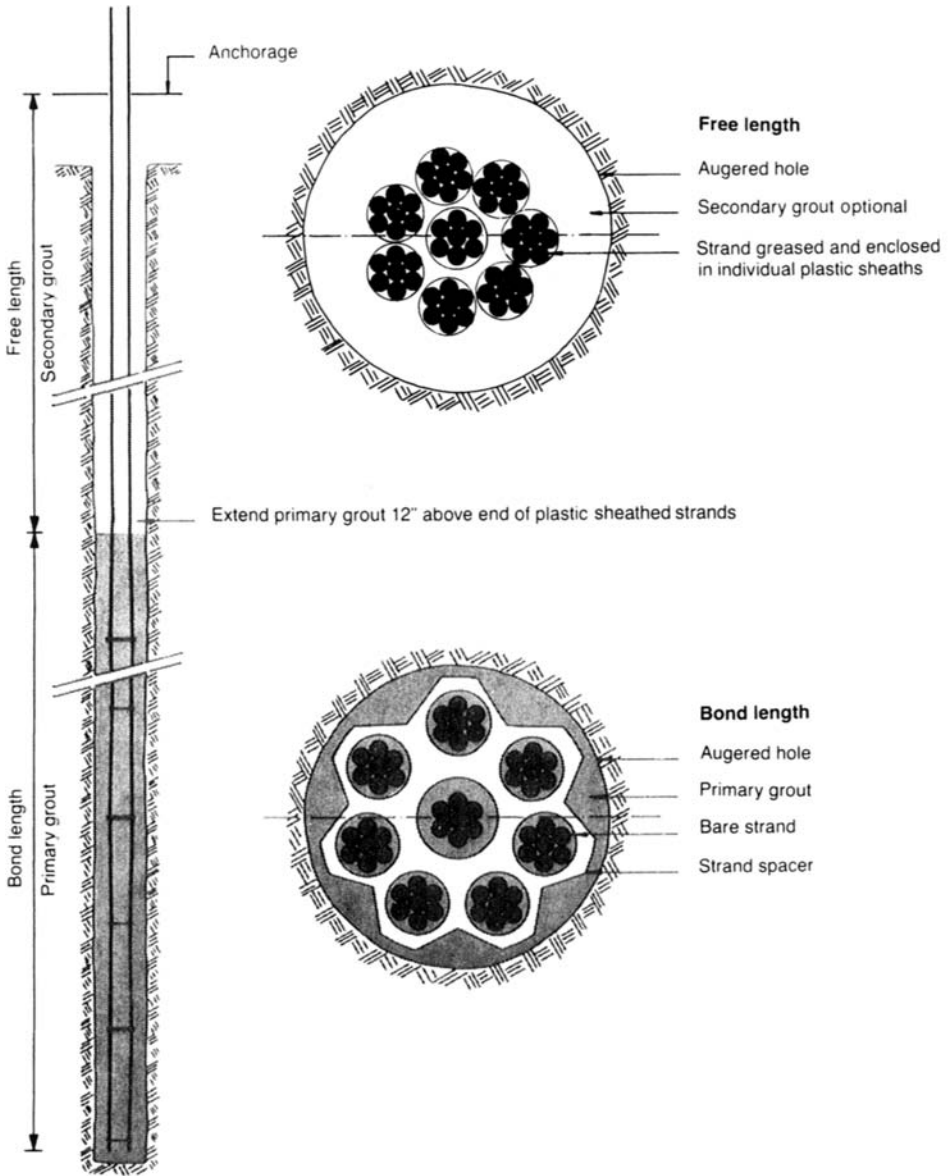 Anchorage
Free length
Secondary grout
Free length
Augered hole
Secondary grout optional
Strand greased and enclosed
in individual plastic sheaths
Extend primary grout 12" above end of plastic sheathed strands
Bond length
Primary grout
Bond length
Augered hole
Primary grout
Bare strand
Strand spacer